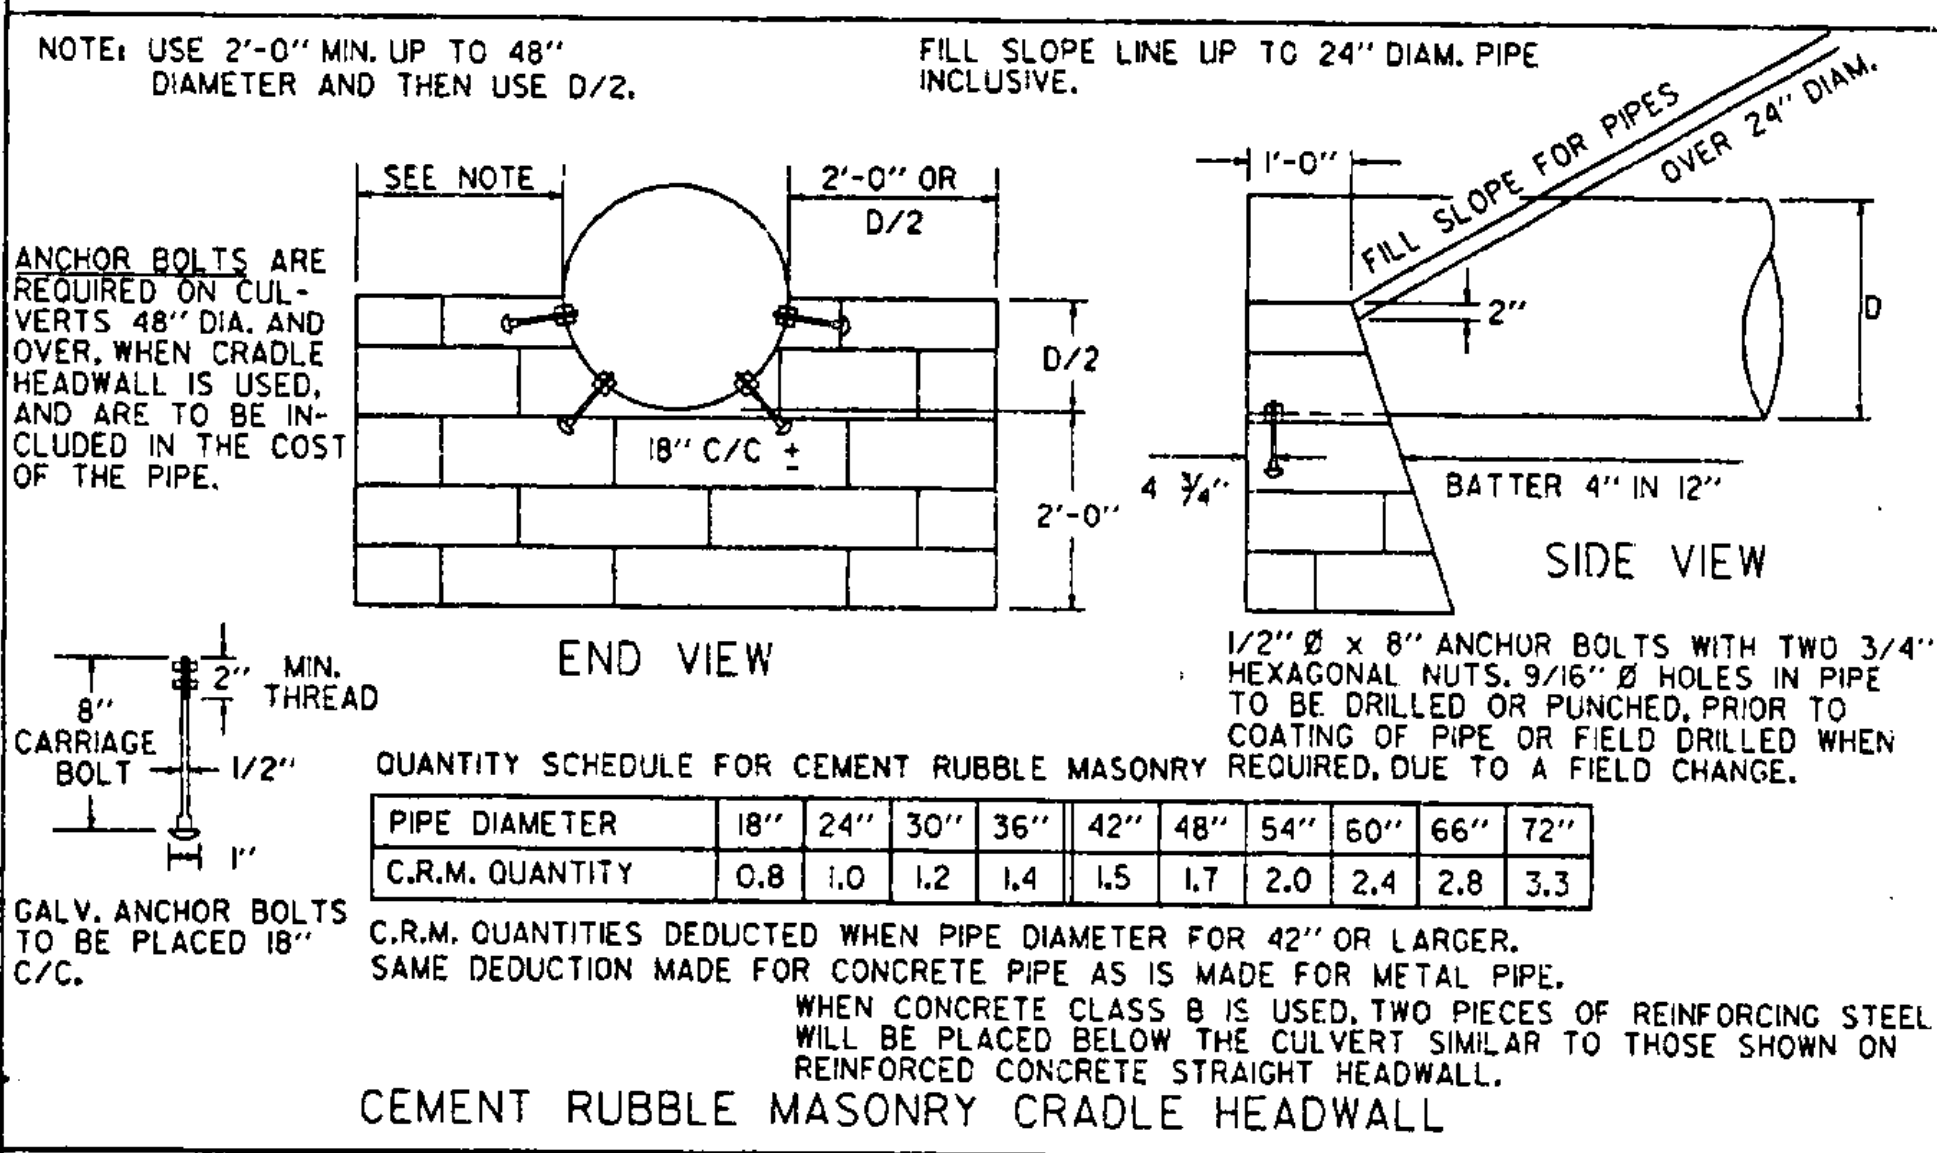 NOTE: USE 2'-0" MIN. UP TO 48"
DIAMETER AND THEN USE D/2.
FILL SLOPE LINE UP TO 24" DIAM. PIPE
INCLUSIVE.
FILL SLOPE FOR PIPES
OVER 24" DIAM.
SEE NOTE
2'-0" OR
D/2
1'-0"
ANCHOR BOLTS ARE
REQUIRED ON CUL-
VERTS 48" DIA. AND
OVER, WHEN CRADLE
HEADWALL IS USED,
AND ARE TO BE IN-
CLUDED IN THE COST
OF THE PIPE.
D/2
18" C/C ±
2'-0"
2"
D
4 3/4"
BATTER 4" IN 12"
END VIEW
SIDE VIEW
8"
CARRIAGE
BOLT
2" MIN.
THREAD
1/2"
1"
GALV. ANCHOR BOLTS
TO BE PLACED 18"
C/C.
1/2" Ø x 8" ANCHOR BOLTS WITH TWO 3/4"
HEXAGONAL NUTS. 9/16" Ø HOLES IN PIPE
TO BE DRILLED OR PUNCHED, PRIOR TO
COATING OF PIPE OR FIELD DRILLED WHEN
REQUIRED, DUE TO A FIELD CHANGE.
QUANTITY SCHEDULE FOR CEMENT RUBBLE MASONRY
PIPE DIAMETER 18" 24" 30" 36" 42" 48" 54" 60" 66" 72"
C.R.M. QUANTITY 0.8 1.0 1.2 1.4 1.5 1.7 2.0 2.4 2.8 3.3
C.R.M. QUANTITIES DEDUCTED WHEN PIPE DIAMETER FOR 42" OR LARGER.
SAME DEDUCTION MADE FOR CONCRETE PIPE AS IS MADE FOR METAL PIPE.
WHEN CONCRETE CLASS B IS USED, TWO PIECES OF REINFORCING STEEL
WILL BE PLACED BELOW THE CULVERT SIMILAR TO THOSE SHOWN ON
REINFORCED CONCRETE STRAIGHT HEADWALL.
CEMENT RUBBLE MASONRY CRADLE HEADWALL